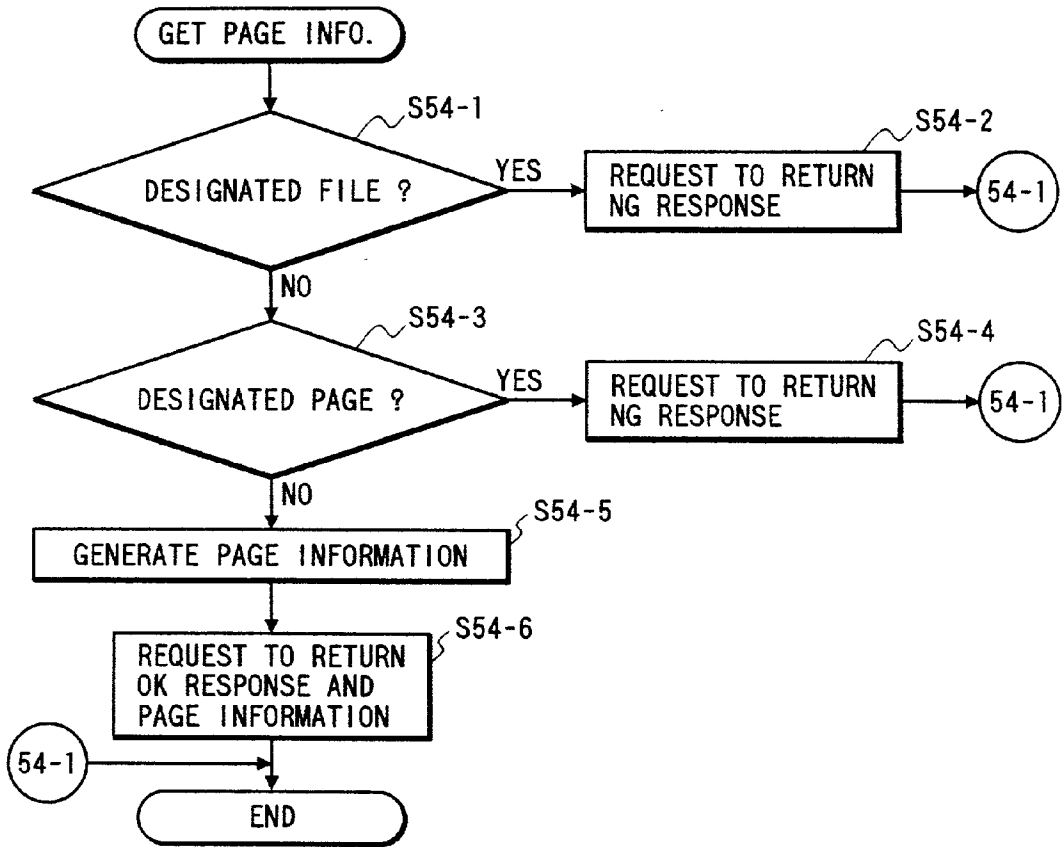 GET PAGE INFO.
S54-1
DESIGNATED FILE ?
YES
S54-2
REQUEST TO RETURN
NG RESPONSE
54-1
NO
S54-3
DESIGNATED PAGE ?
YES
S54-4
REQUEST TO RETURN
NG RESPONSE
54-1
NO
S54-5
GENERATE PAGE INFORMATION
S54-6
REQUEST TO RETURN
OK RESPONSE AND
PAGE INFORMATION
54-1
END